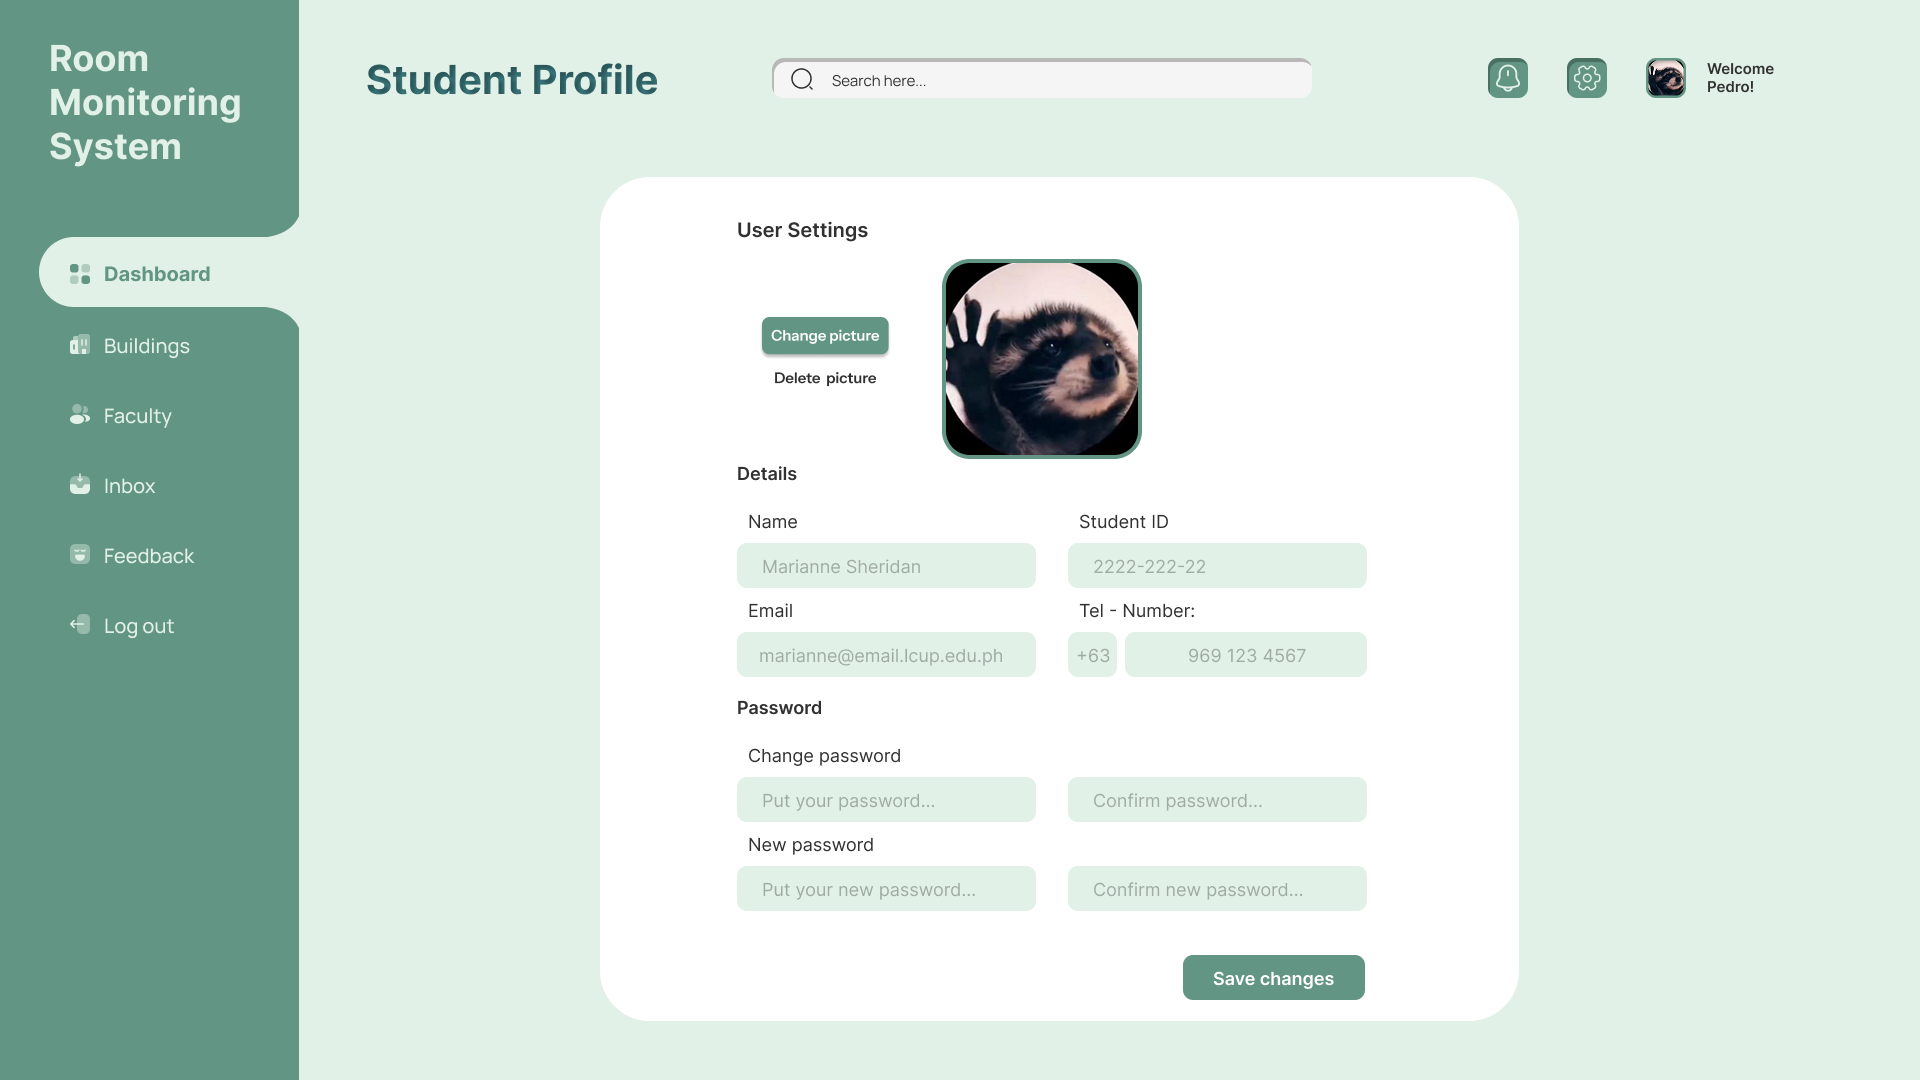 Room
Monitoring
System
Student Profile
Search here...
Welcome
Pedro!
Dashboard
Buildings
Faculty
Inbox
Feedback
Log out
User Settings
Change picture
Delete picture
Details
Name
Student ID
Marianne Sheridan
2222-222-22
Email
Tel - Number:
marianne@email.lcup.edu.ph
+63
969 123 4567
Password
Change password
Put your password...
Confirm password...
New password
Put your new password...
Confirm new password...
Save changes